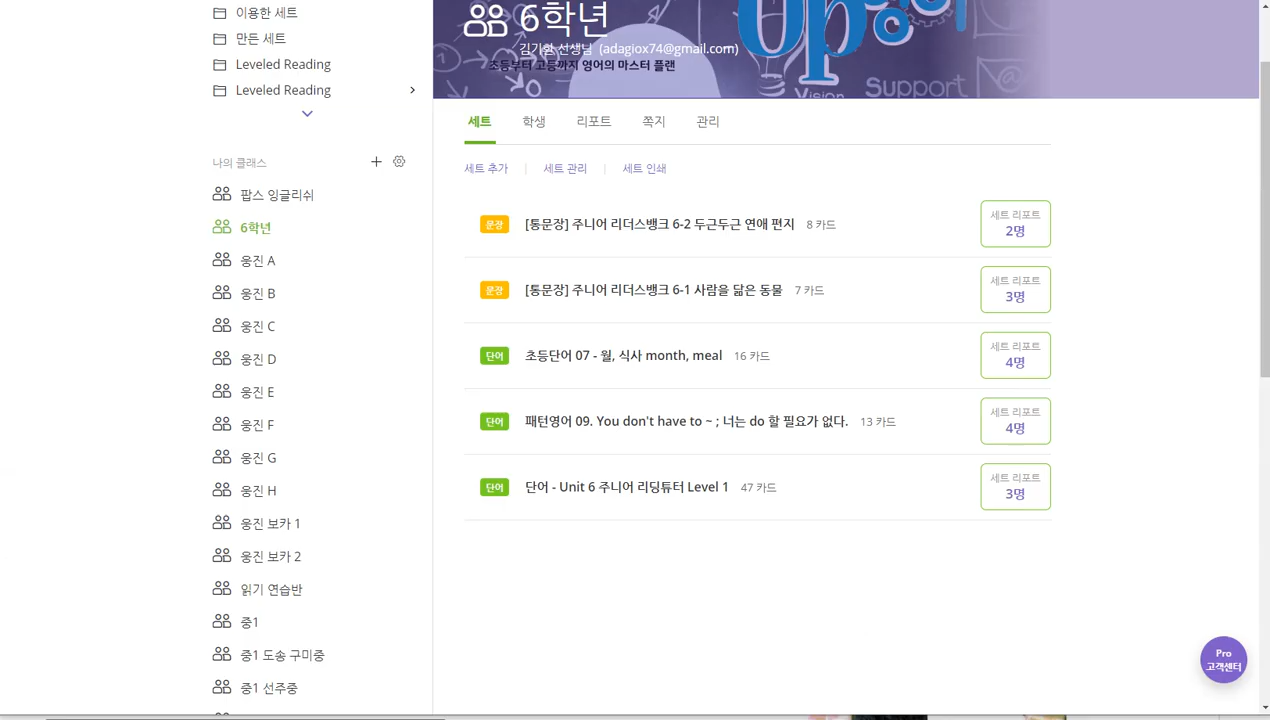 이용한 세트
만든 세트
Leveled Reading
Leveled Reading
나의 클래스
팝스 잉글리쉬
6학년
웅진 A
웅진 B
웅진 C
웅진 D
웅진 E
웅진 F
웅진 G
웅진 H
웅진 보카 1
웅진 보카 2
읽기 연습반
중1
중1 도송 구미중
중1 선주중
6학년
김기환 선생님 (adagiox74@gmail.com)
초등부터 고등까지 영어의 마스터 플랜
Vision
Support
세트 학생 리포트 쪽지 관리
세트 추가 | 세트 관리 | 세트 인쇄
문장 [통문장] 주니어 리더스뱅크 6-2 두근두근 연애 편지 8 카드
세트 리포트
2명
문장 [통문장] 주니어 리더스뱅크 6-1 사람을 닮은 동물 7 카드
세트 리포트
3명
단어 초등단어 07 - 월, 식사 month, meal 16 카드
세트 리포트
4명
단어 패턴영어 09. You don't have to ~ ; 너는 do 할 필요가 없다. 13 카드
세트 리포트
4명
단어 단어 - Unit 6 주니어 리딩튜터 Level 1 47 카드
세트 리포트
3명
Pro
고객센터